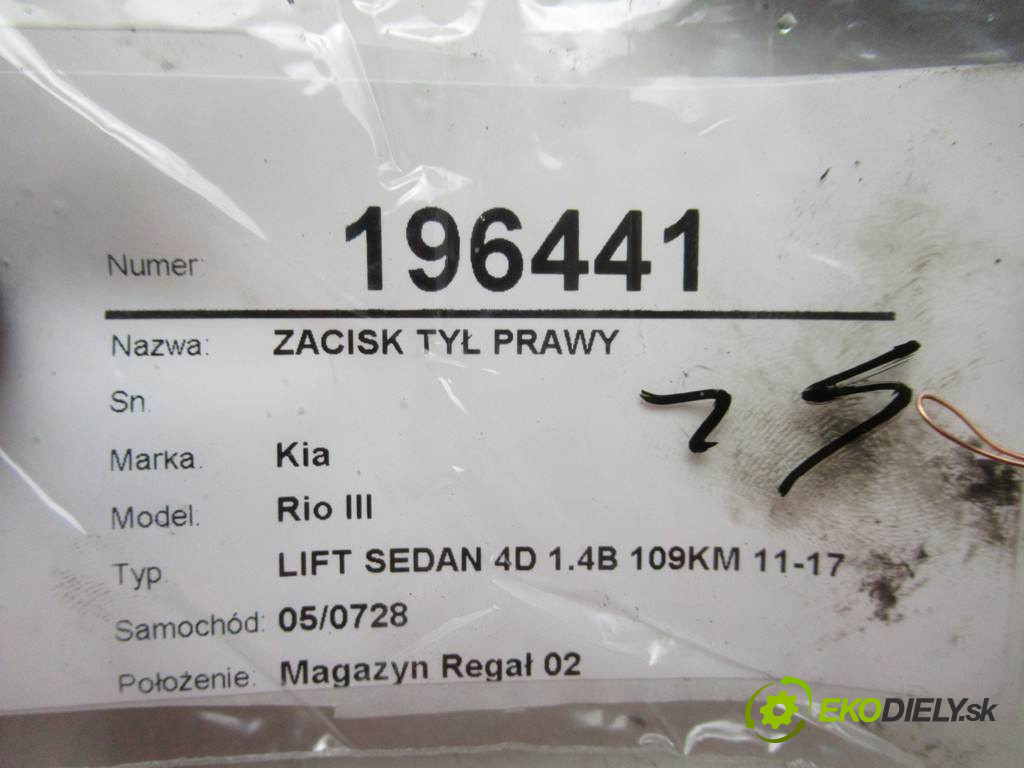 Numer: 196441
Nazwa: ZACISK TYŁ PRAWY
Sn.
Marka. Kia
Model: Rio III
Typ. LIFT SEDAN 4D 1.4B 109KM 11-17
Samochód: 05/0728
Położenie: Magazyn Regał 02
EKODIELY.sk